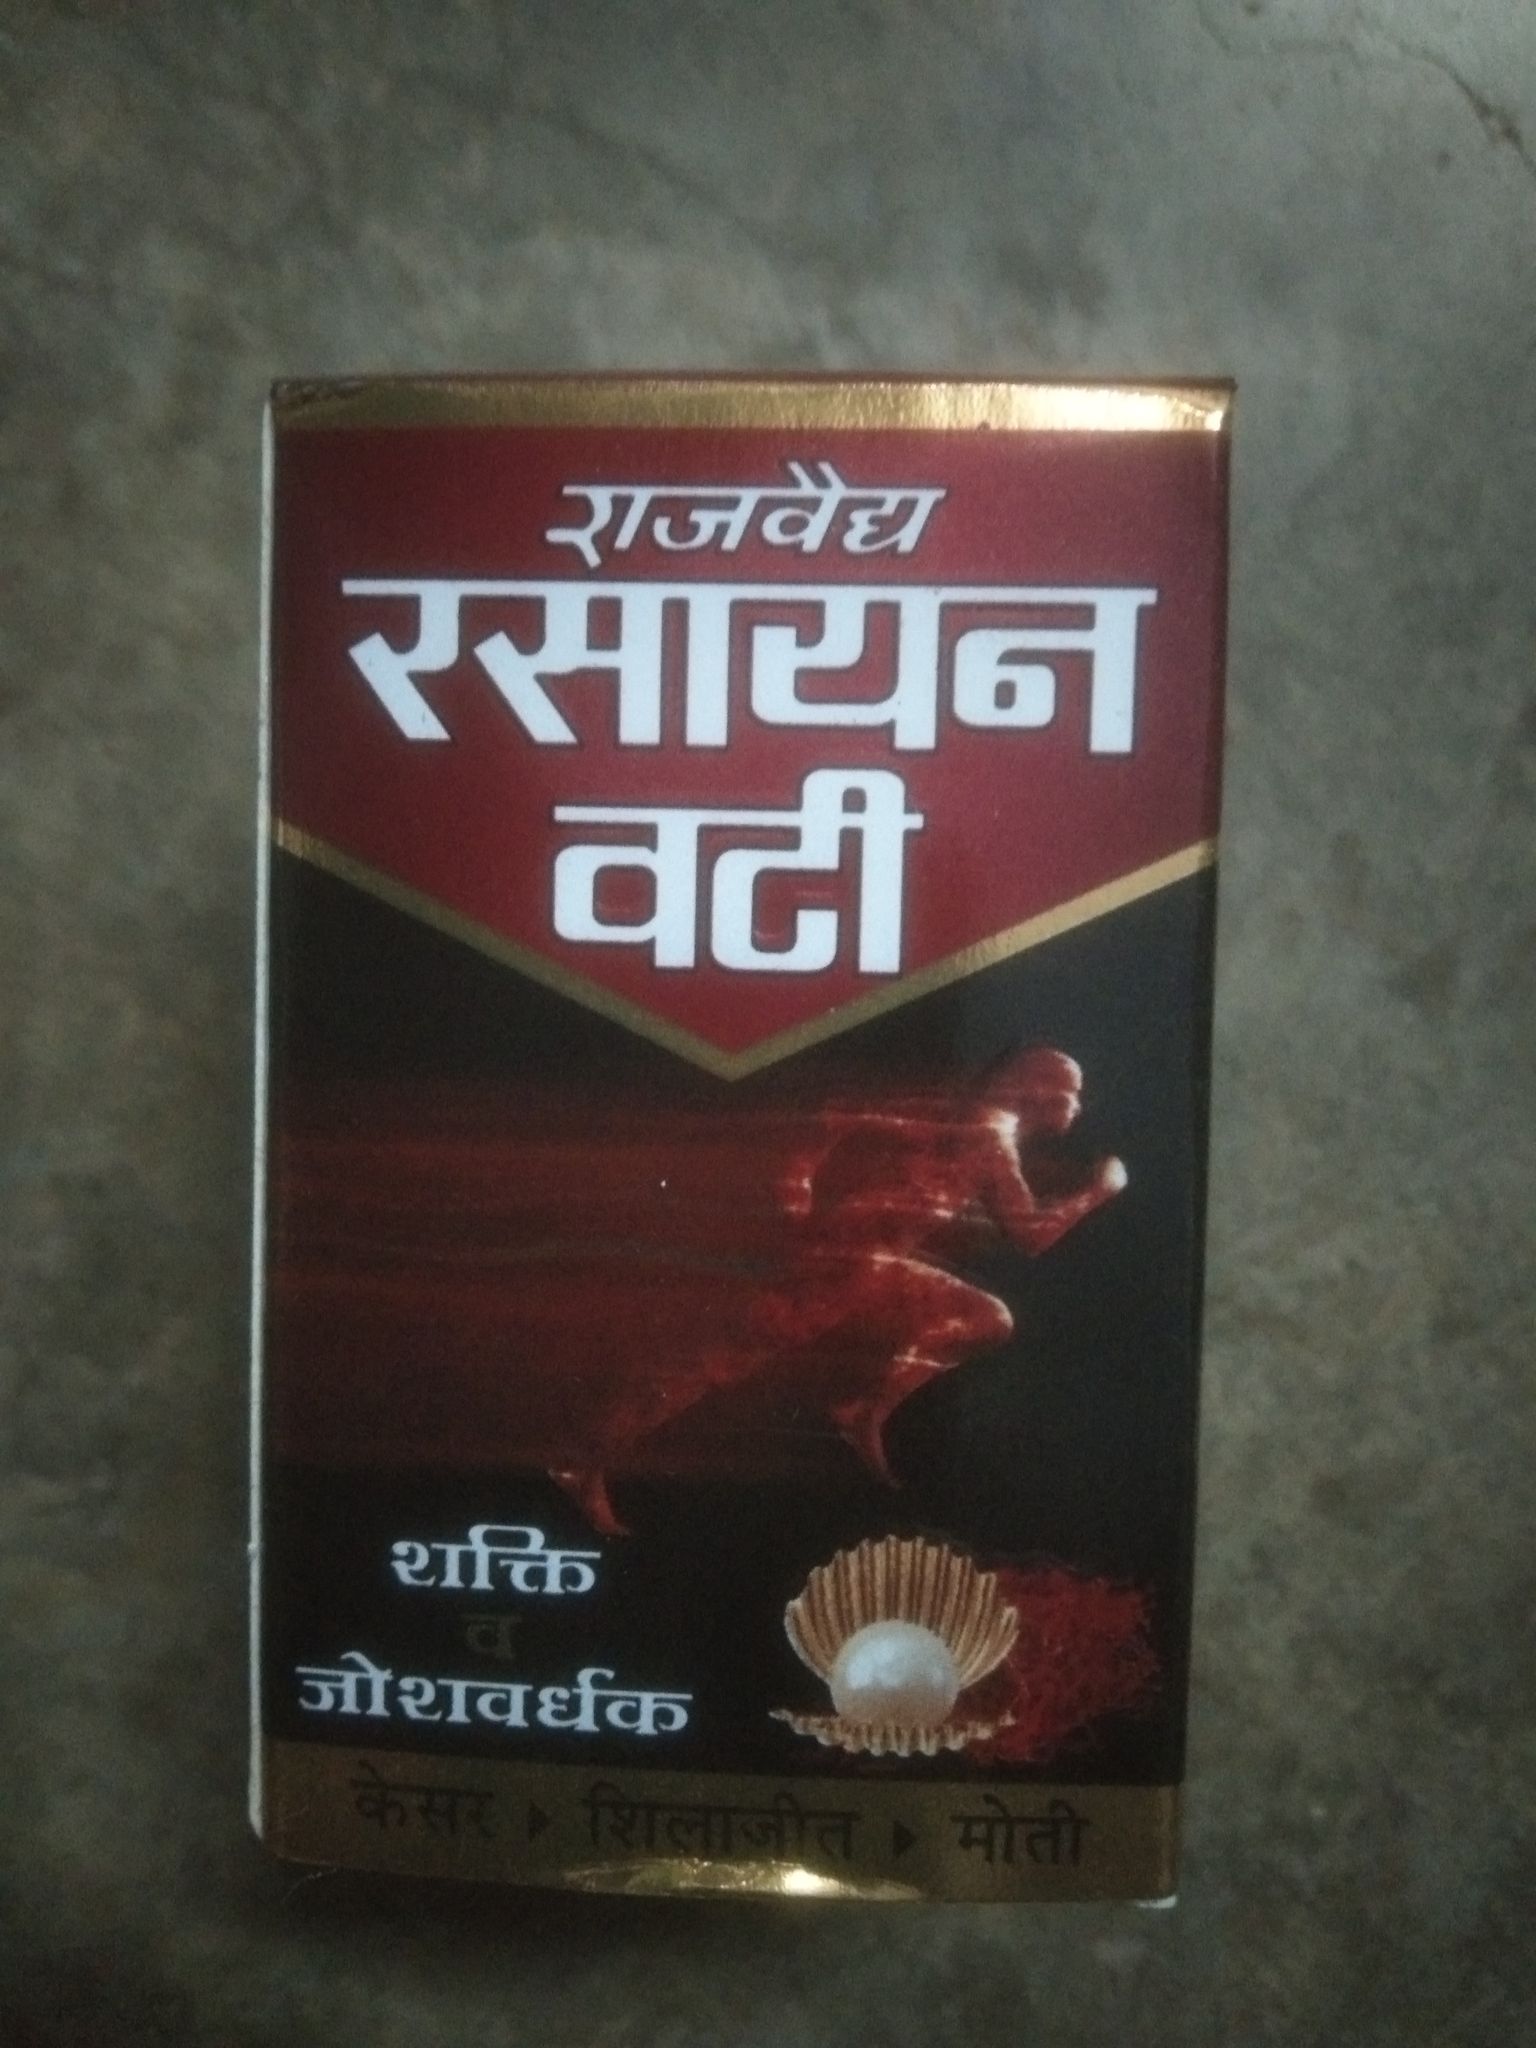 राजवैद्य
रसायन
वटी
शक्ति
व
जोशवर्धक
केसर ▸ शिलाजीत ▸ मोती